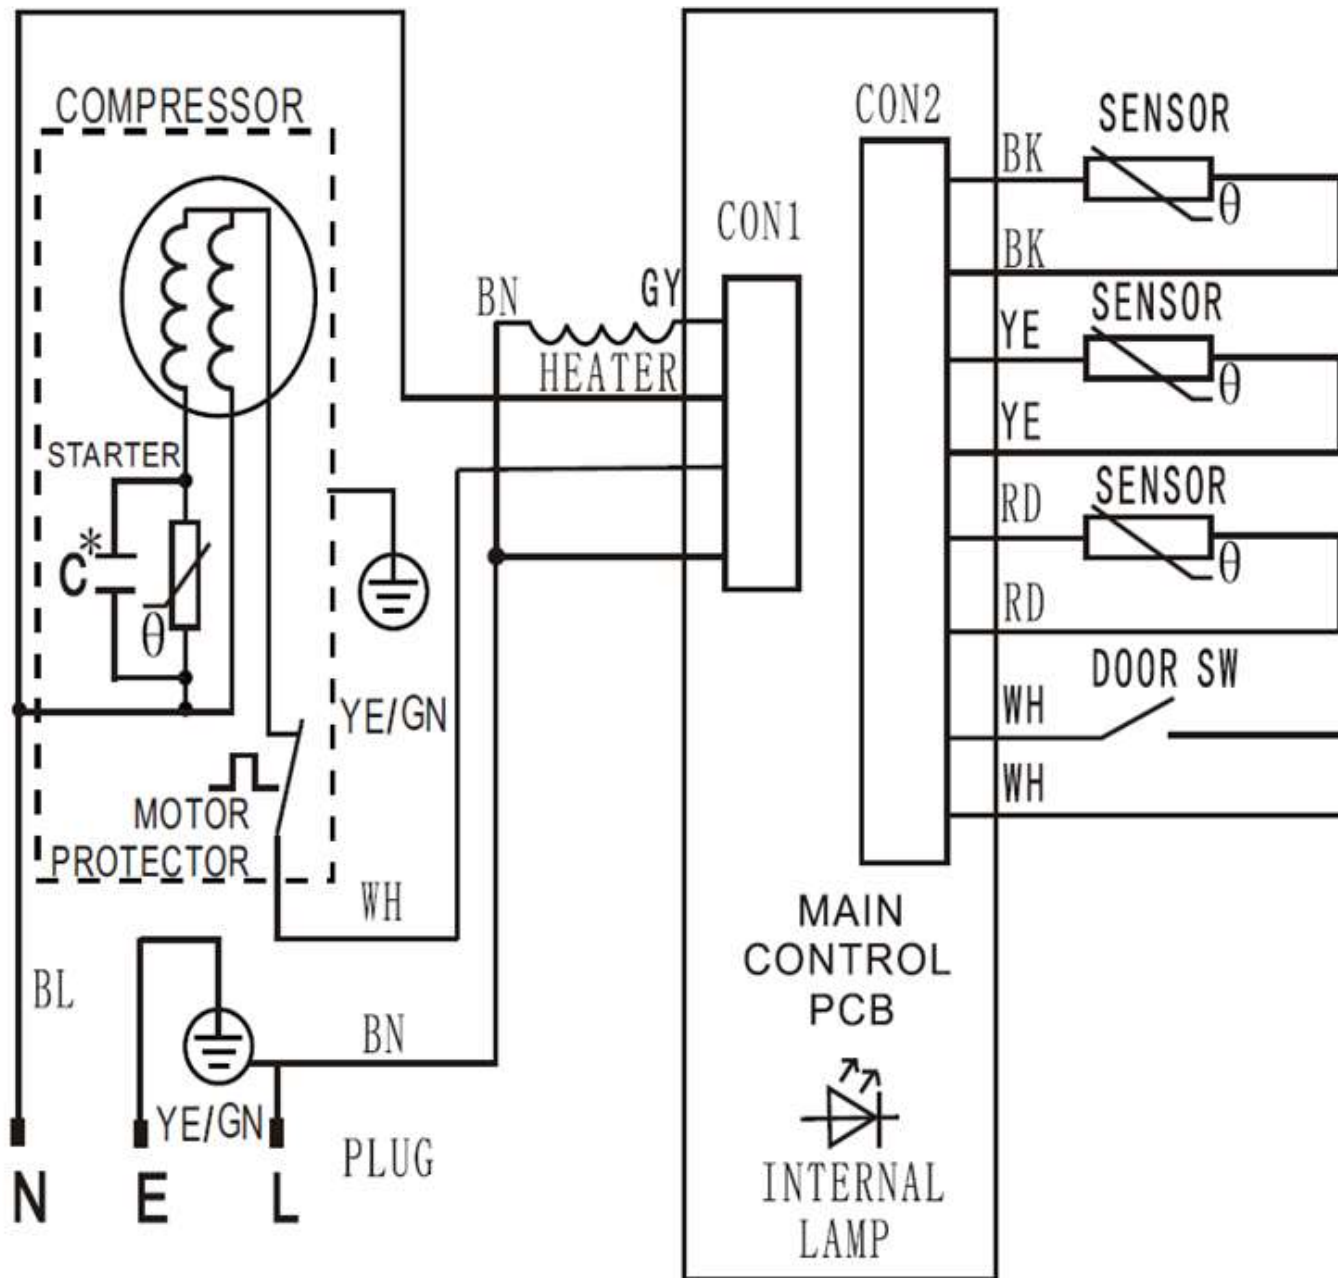 COMPRESSOR
STARTER
C*
θ
MOTOR
PROTECTOR
YE/GN
WH
BL
BN
YE/GN
PLUG
N
E
L
BN
GY
HEATER
CON1
CON2
BK
SENSOR
θ
BK
YE
SENSOR
θ
YE
RD
SENSOR
θ
RD
WH
DOOR SW
WH
MAIN
CONTROL
PCB
INTERNAL
LAMP